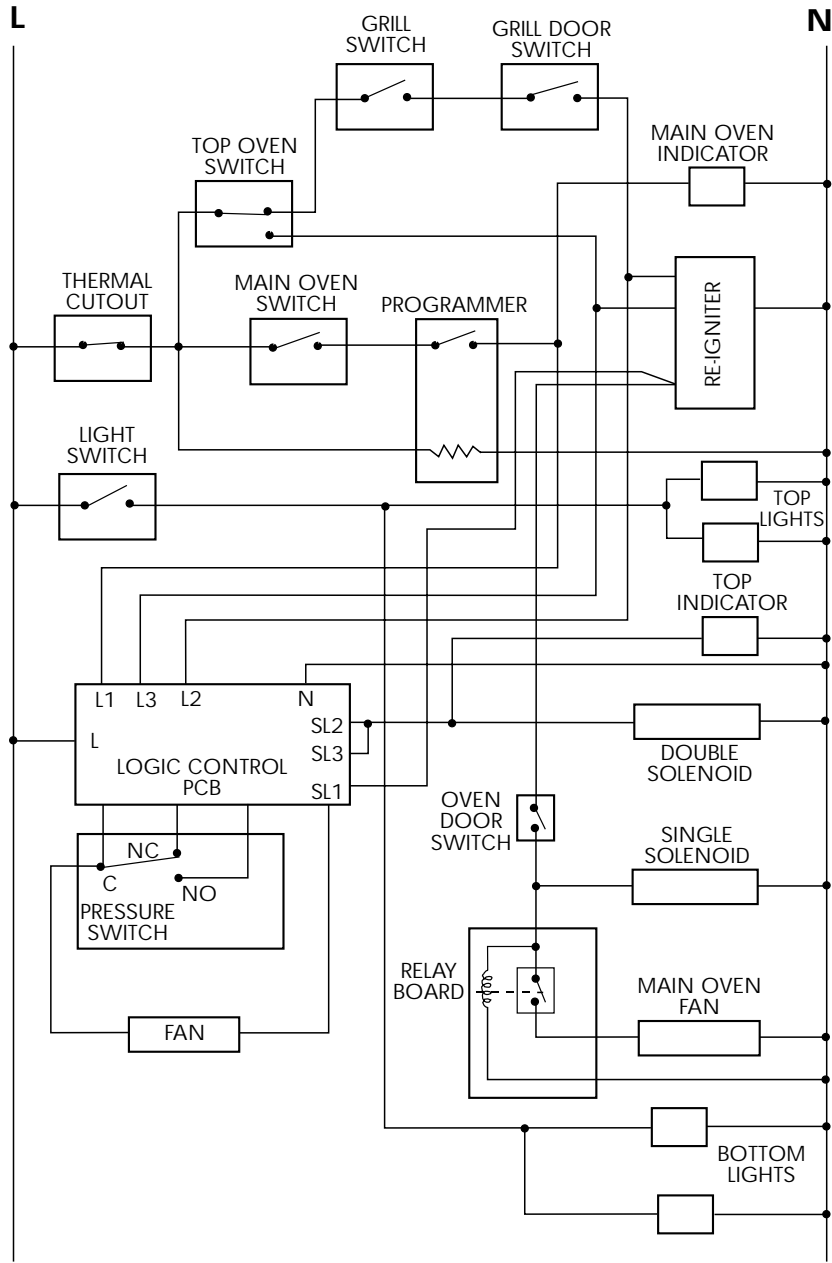 L
N
GRILL
SWITCH
GRILL DOOR
SWITCH
TOP OVEN
SWITCH
MAIN OVEN
INDICATOR
THERMAL
CUTOUT
MAIN OVEN
SWITCH
PROGRAMMER
RE-IGNITER
LIGHT
SWITCH
TOP
LIGHTS
TOP
INDICATOR
L1
L3
L2
N
SL2
L
SL3
LOGIC CONTROL
PCB
SL1
DOUBLE
SOLENOID
OVEN
DOOR
SWITCH
SINGLE
SOLENOID
NC
C
NO
PRESSURE
SWITCH
RELAY
BOARD
MAIN OVEN
FAN
FAN
BOTTOM
LIGHTS